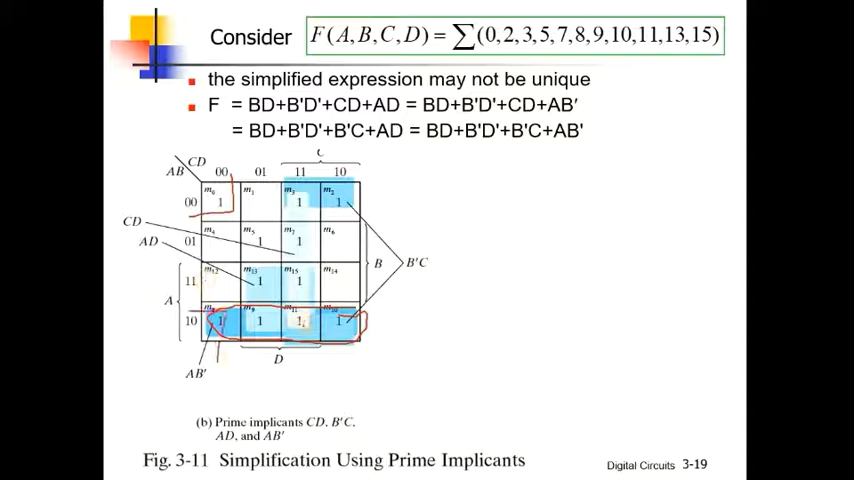 Consider F(A,B,C,D)=∑(0,2,3,5,7,8,9,10,11,13,15)
the simplified expression may not be unique
F = BD+B'D'+CD+AD = BD+B'D'+CD+AB′
= BD+B'D'+B'C+AD = BD+B'D'+B'C+AB'
C
CD
AB 00 01 11 10
m0 m1 m3 m2
00 1 1 1
CD
m4 m5 m7 m6
AD 01 1 1
B B'C
m12 m13 m15 m14
A 11 1 1
m8 m9 m11 m10
10 1 1 1 1
D
AB'
(b) Prime implicants CD, B'C,
AD, and AB'
Fig. 3-11 Simplification Using Prime Implicants
Digital Circuits 3-19